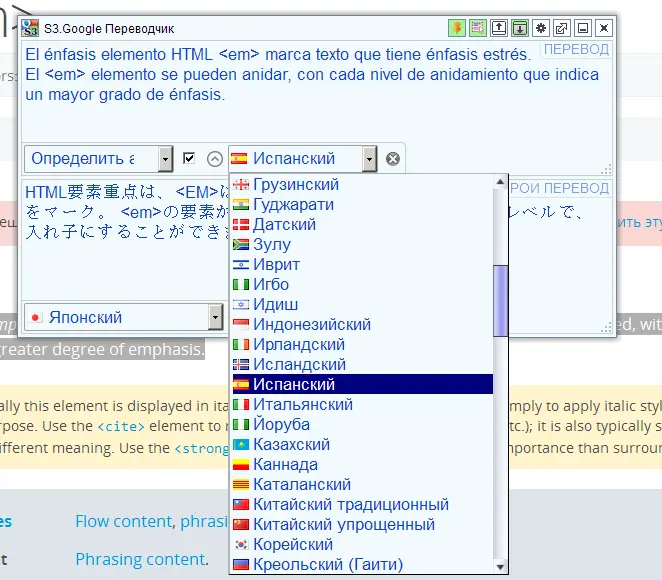 S3.Google Переводчик
El énfasis elemento HTML <em> marca texto que tiene énfasis estrés.
ПЕРЕВОД
El <em> elemento se pueden anidar, con cada nivel de anidamiento que indica
un mayor grado de énfasis.
Определить
Испанский
HTML要素重点は、<EM>
РОИ ПЕРЕВОД
をマーク。 <em>の要素か
レベルで、
入れ子にすることができ
ить эту
Японский
Грузинский
Гуджарати
Датский
Зулу
Иврит
Игбо
Идиш
Индонезийский
Ирландский
Исландский
Испанский
Итальянский
Йоруба
Казахский
Каннада
Каталанский
Китайский традиционный
Китайский упрощенный
Корейский
Креольский (Гаити)
ed, wit
greater degree of emphasis.
ally this element is displayed in ita
mply to apply italic styl
rpose. Use the <cite> element to
tc.); it is also typically s
ifferent meaning. Use the <strong
mportance than surrour
es
Flow content, phrasi
t
Phrasing content.